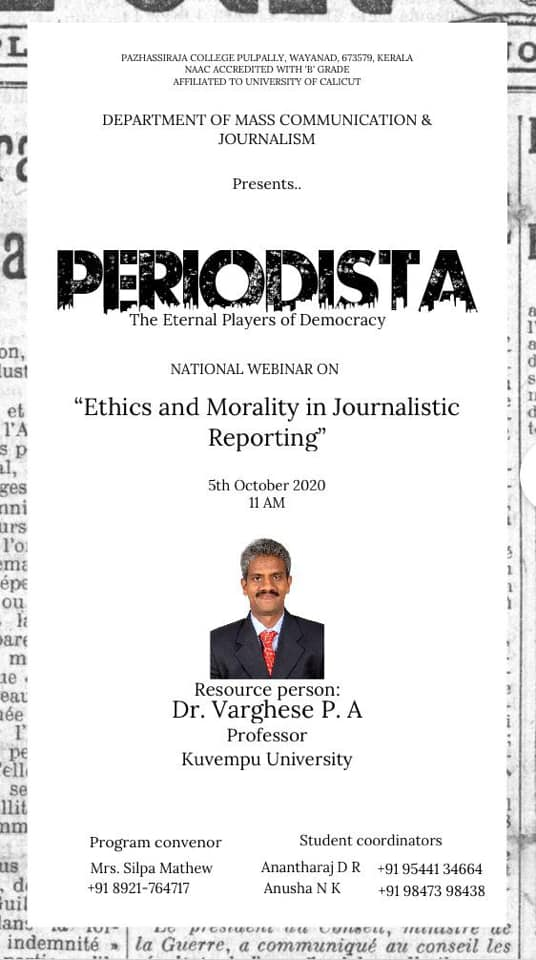 PAZHASSIRAJA COLLEGE PULPALLY, WAYANAD, 673579, KERALA
NAAC ACCREDITED WITH 'B' GRADE
AFFILIATED TO UNIVERSITY OF CALICUT
DEPARTMENT OF MASS COMMUNICATION &
JOURNALISM
Presents..
PERIODISTA
The Eternal Players of Democracy
NATIONAL WEBINAR ON
“Ethics and Morality in Journalistic
Reporting”
5th October 2020
11 AM
Resource person:
Dr. Varghese P. A
Professor
Kuvempu University
Program convenor
Mrs. Silpa Mathew
+91 8921-764717
Student coordinators
Anantharaj D R +91 95441 34664
Anusha N K +91 98473 98438
indemnité »
la Guerre, a communiqué au conseil les